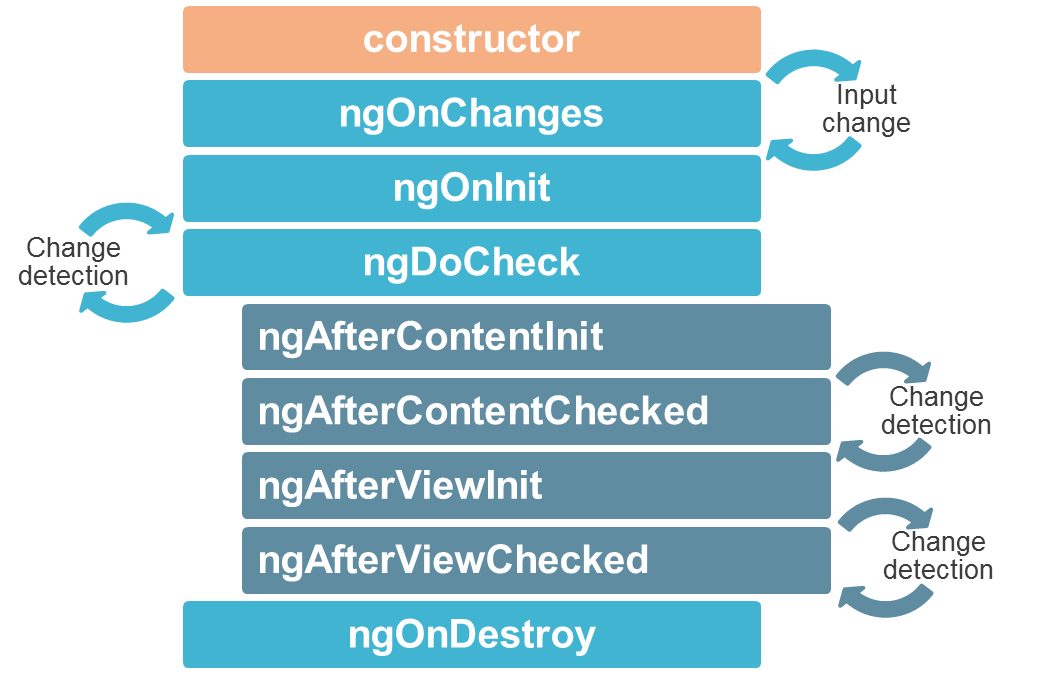 constructor
ngOnChanges
Input
change
ngOnInit
Change
detection
ngDoCheck
ngAfterContentInit
ngAfterContentChecked
Change
detection
ngAfterViewInit
ngAfterViewChecked
Change
detection
ngOnDestroy